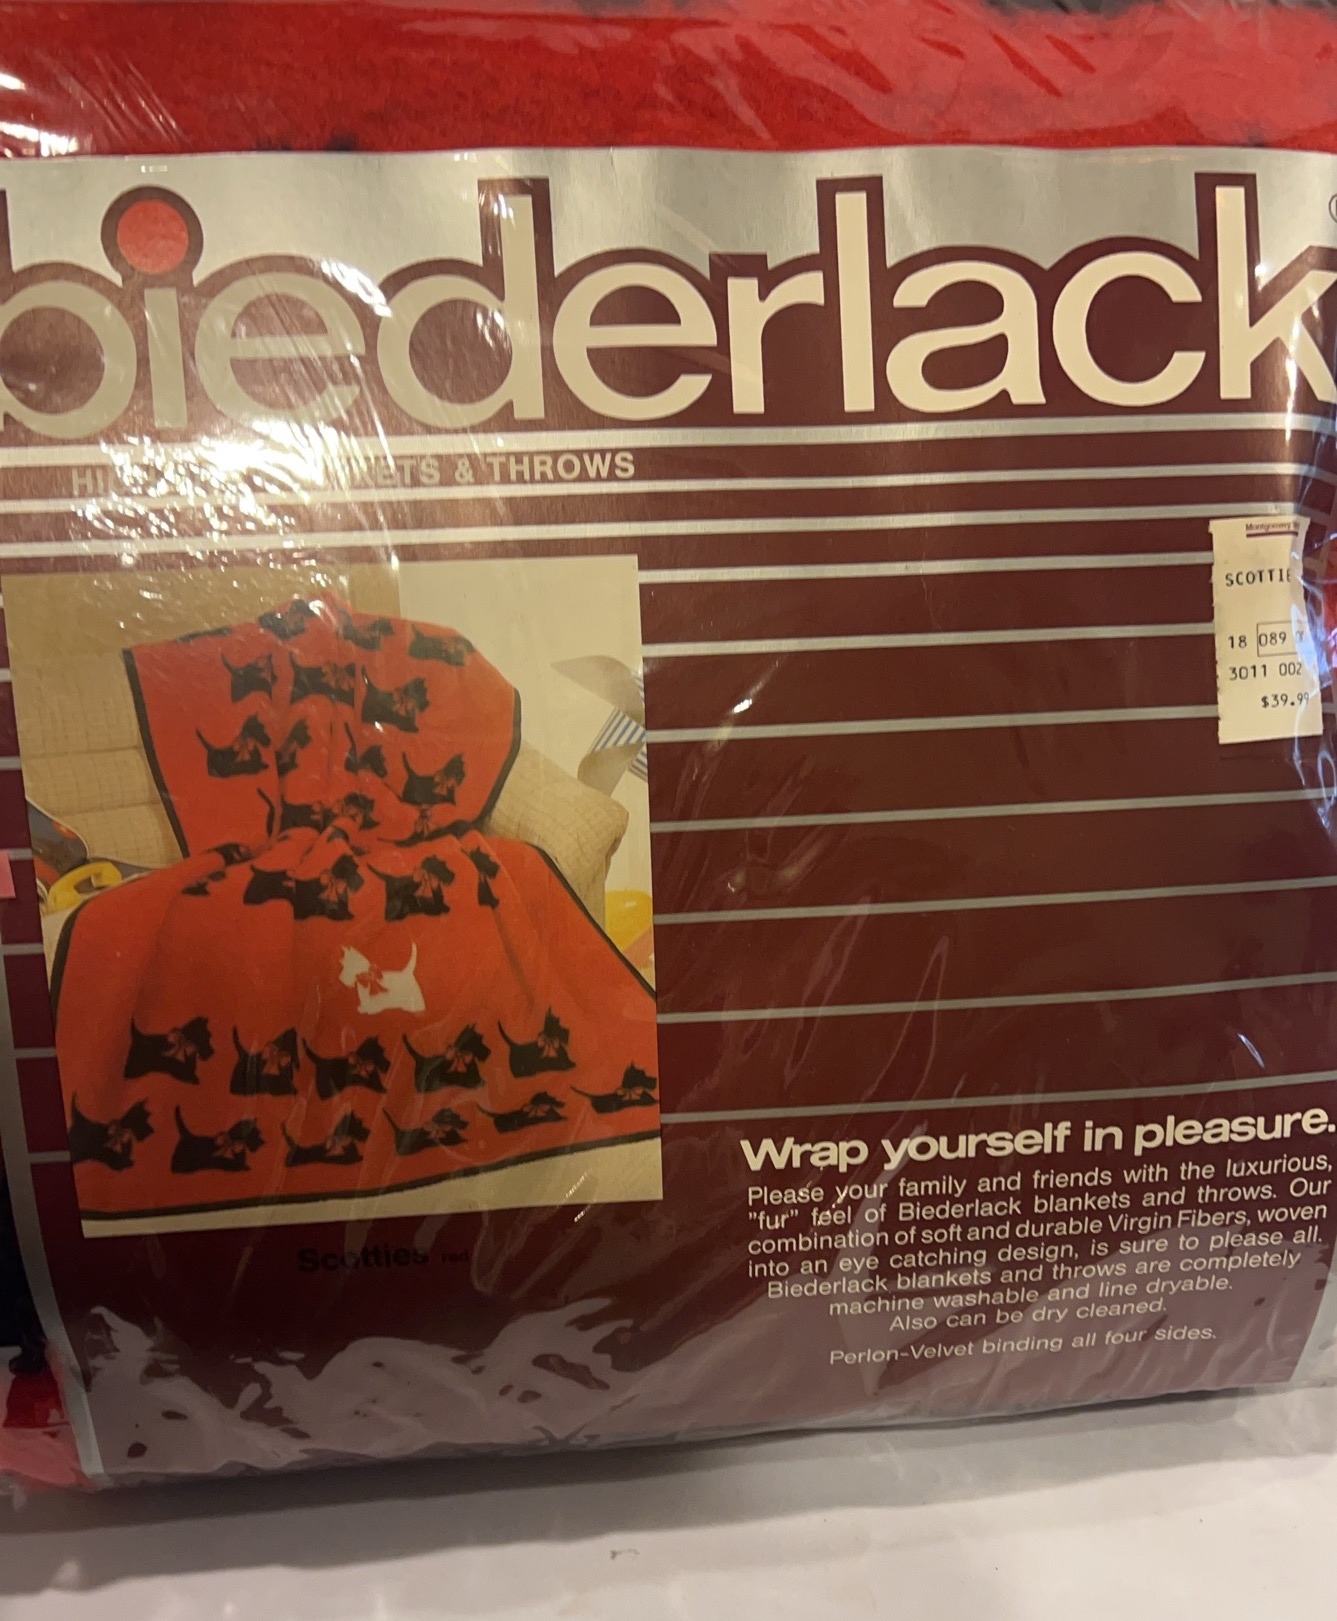 biederlack
& THROWS
SCOTTIE
18 089
3011 002
$39.99
Scotties red
Wrap yourself in pleasure.
Please your family and friends with the luxurious,
"fur" feel of Biederlack blankets and throws. Our
combination of soft and durable Virgin Fibers, woven
into an eye catching design, is sure to please all.
Biederlack blankets and throws are completely
machine washable and line dryable.
Also can be dry cleaned.
Perlon-Velvet binding all four sides.